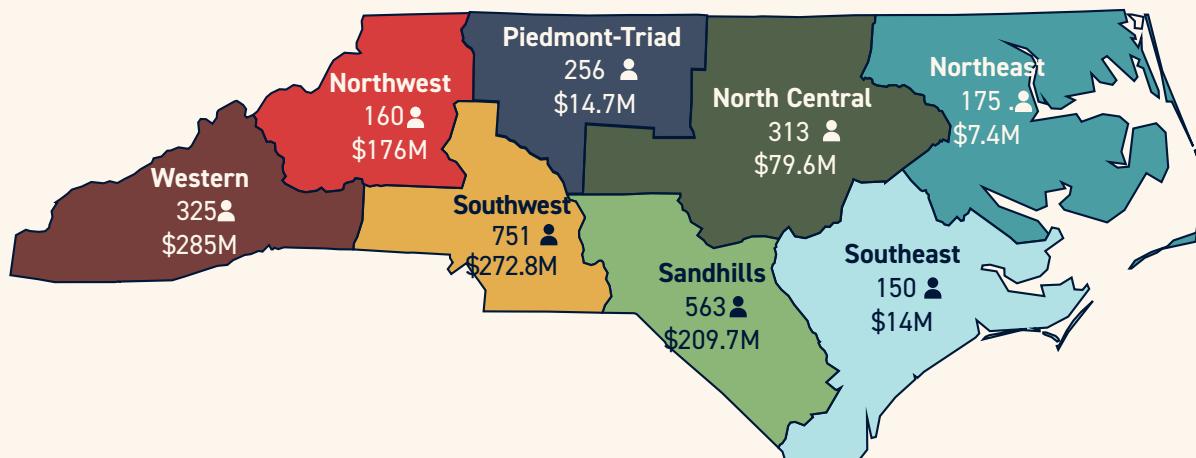 Piedmont-Triad
256
$14.7M
Northwest
160
$176M
North Central
313
$79.6M
Northeast
175 .
$7.4M
Western
325
$285M
Southwest
751
$272.8M
Sandhills
563
$209.7M
Southeast
150
$14M